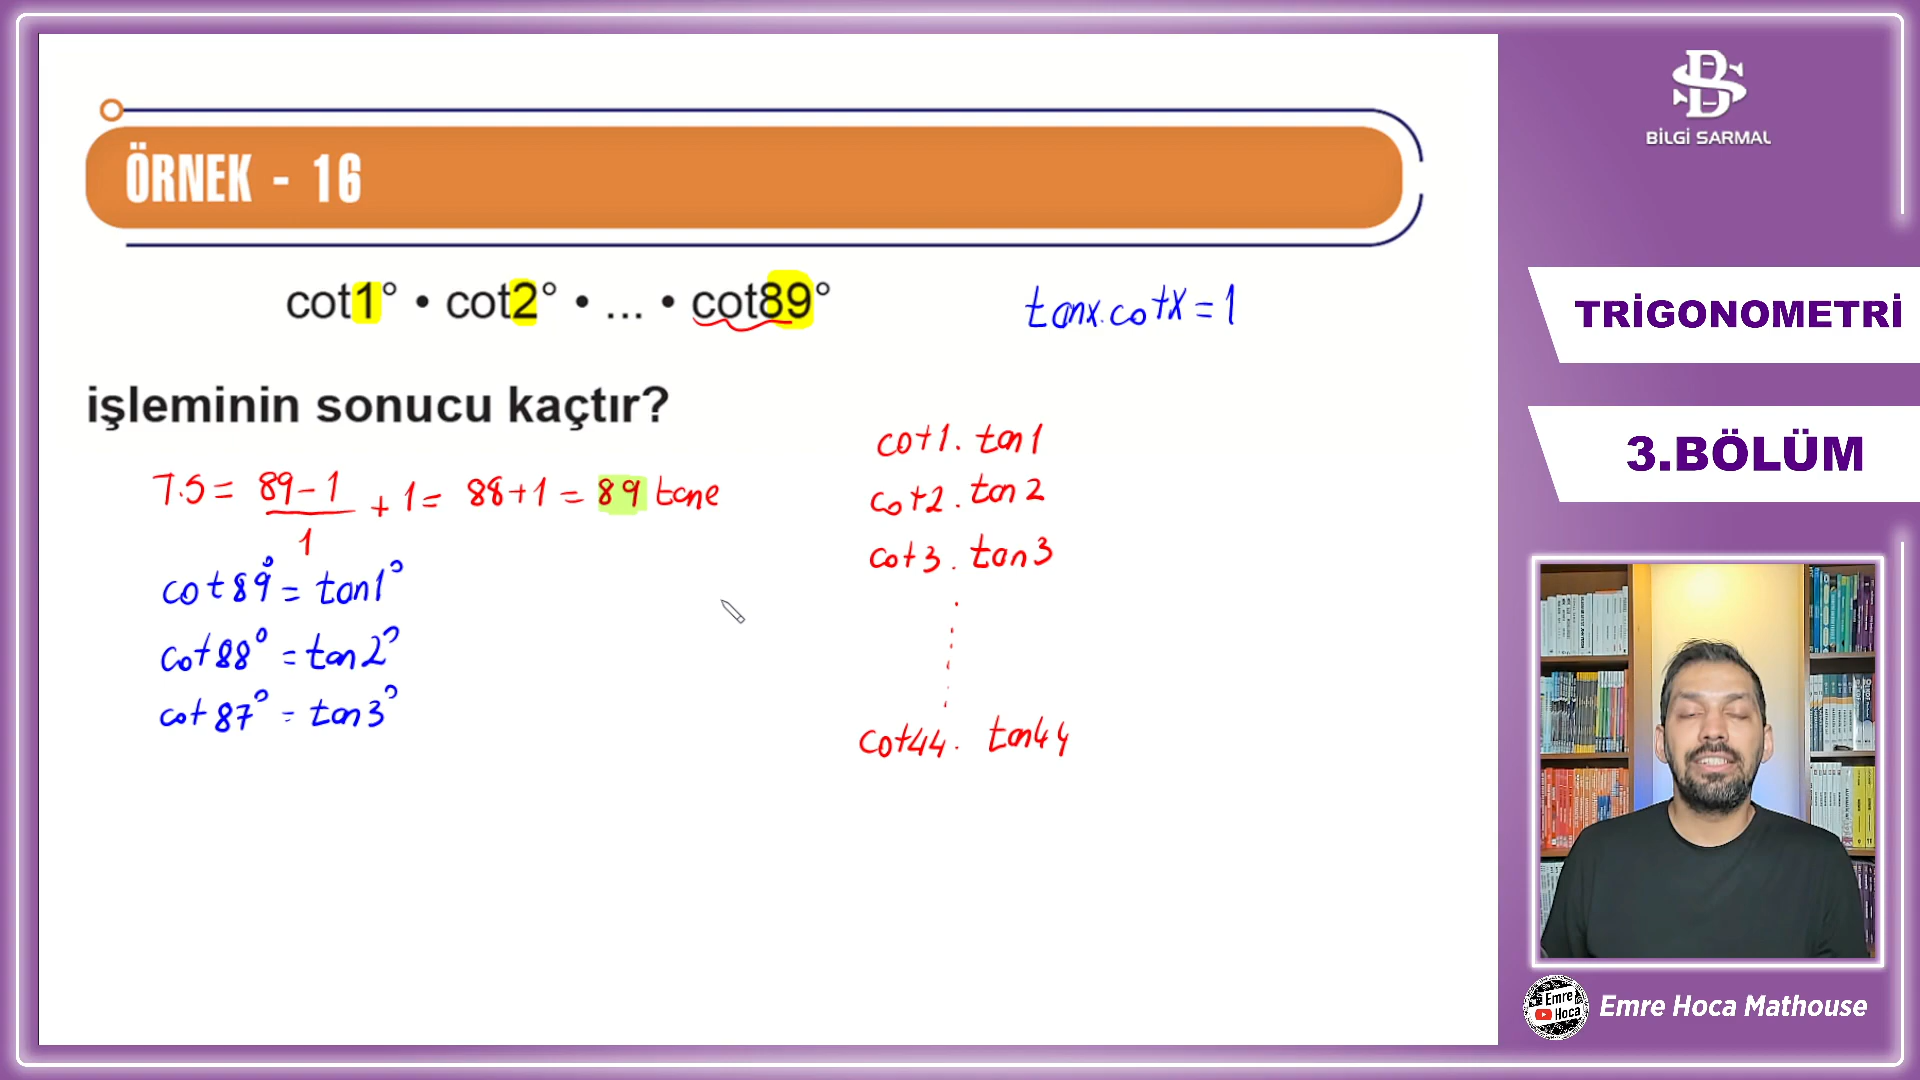 ÖRNEK - 16
cot1° • cot2° • ... • cot89°
tanx.cotx=1
işleminin sonucu kaçtır?
T.S = 89-1/1 + 1 = 88+1 = 89 tane
cot89° = tan1°
cot88° = tan2°
cot87° = tan3°
cot1. tan1
cot2. tan2
cot3. tan3
cot44. tan44
BİLGİ SARMAL
TRİGONOMETRİ
3.BÖLÜM
Emre Hoca
Emre Hoca Mathouse